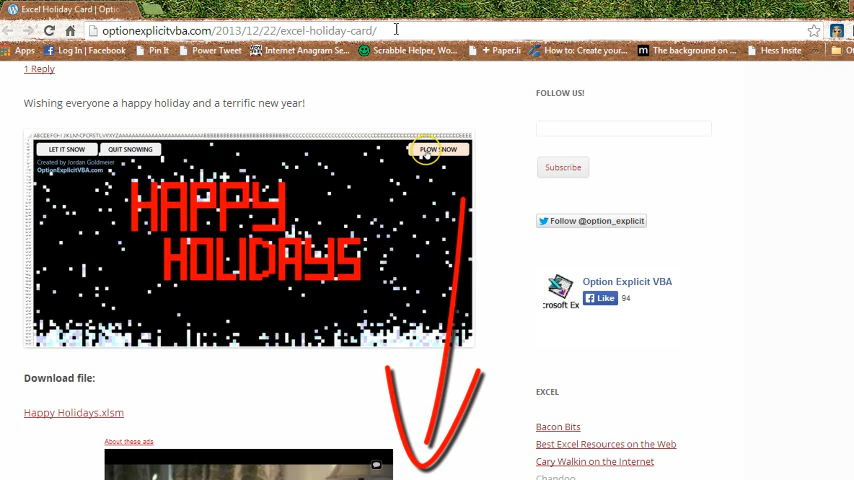 Excel Holiday Card | Option
optionexplicitvba.com/2013/12/22/excel-holiday-card/
Apps Log In | Facebook Pin It Power Tweet Internet Anagram Se... Scrabble Helper, Wo... + Paper.li How to: Create your... The background on ... Hess Insite
1 Reply
Wishing everyone a happy holiday and a terrific new year!
LET IT SNOW QUIT SNOWING PLOW SNOW
Created by Jordan Goldmeier
OptionExplicitVBA.com
HAPPY
HOLIDAYS
Download file:
Happy Holidays.xlsm
About these ads
FOLLOW US!
Subscribe
Follow @option_explicit
Option Explicit VBA
Like 94
crosoft Ex
EXCEL
Bacon Bits
Best Excel Resources on the Web
Cary Walkin on the Internet
Chandoo